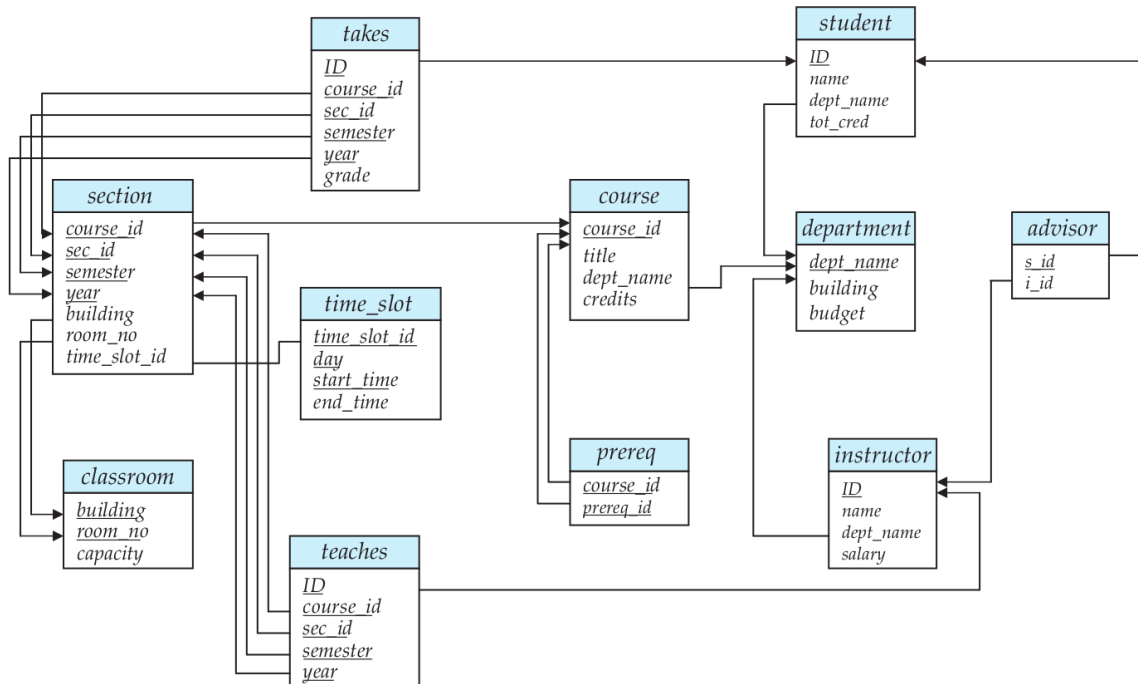 takes
ID
course_id
sec_id
semester
year
grade
student
ID
name
dept_name
tot_cred
section
course_id
sec_id
semester
year
building
room_no
time_slot_id
course
course_id
title
dept_name
credits
department
dept_name
building
budget
advisor
s_id
i_id
time_slot
time_slot_id
day
start_time
end_time
classroom
building
room_no
capacity
prereq
course_id
prereq_id
instructor
ID
name
dept_name
salary
teaches
ID
course_id
sec_id
semester
year